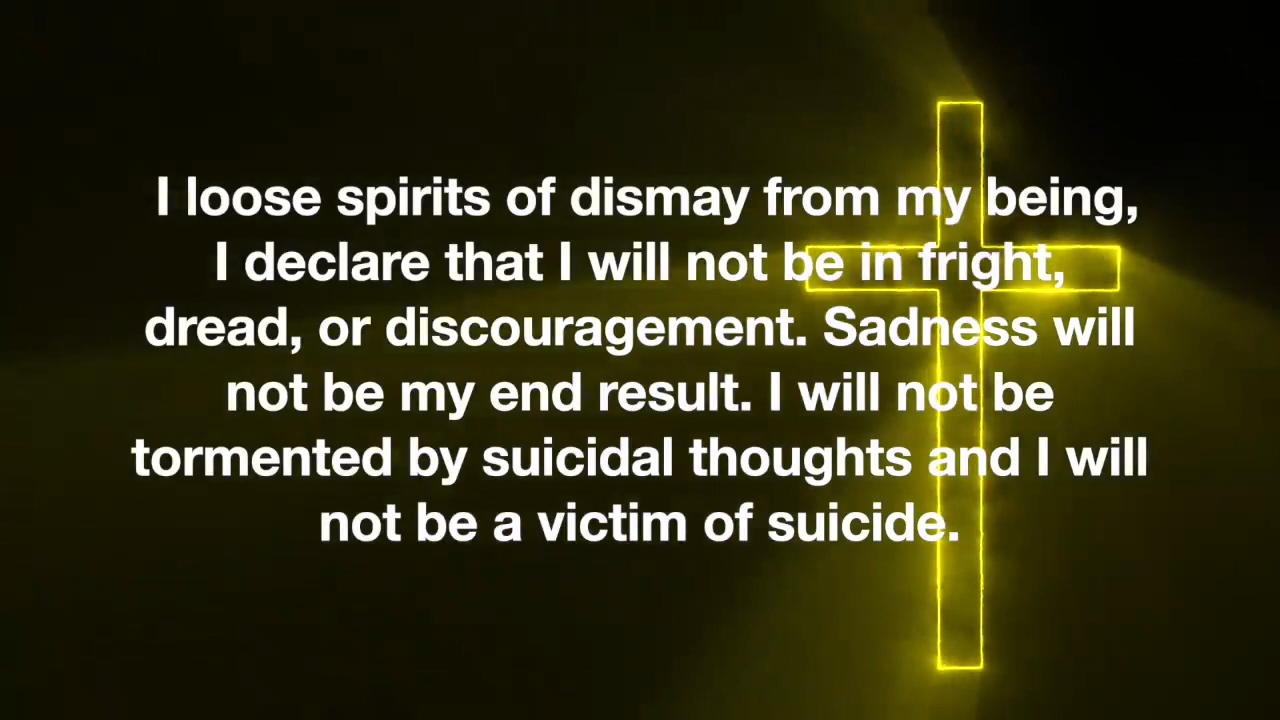 I loose spirits of dismay from my being,
I declare that I will not be in fright,
dread, or discouragement. Sadness will
not be my end result. I will not be
tormented by suicidal thoughts and I will
not be a victim of suicide.